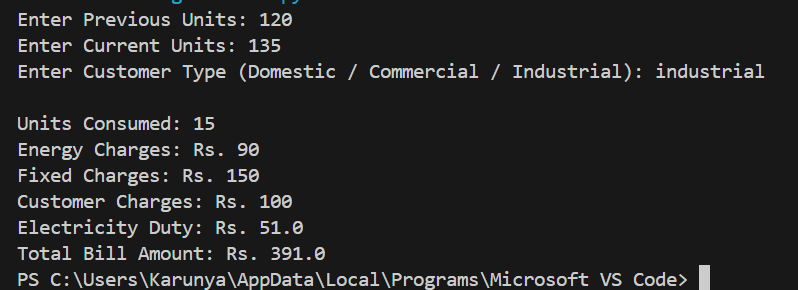 Enter Previous Units: 120
Enter Current Units: 135
Enter Customer Type (Domestic / Commercial / Industrial): industrial
Units Consumed: 15
Energy Charges: Rs. 90
Fixed Charges: Rs. 150
Customer Charges: Rs. 100
Electricity Duty: Rs. 51.0
Total Bill Amount: Rs. 391.0
PS C:\Users\Karunya\AppData\Local\Programs\Microsoft VS Code>